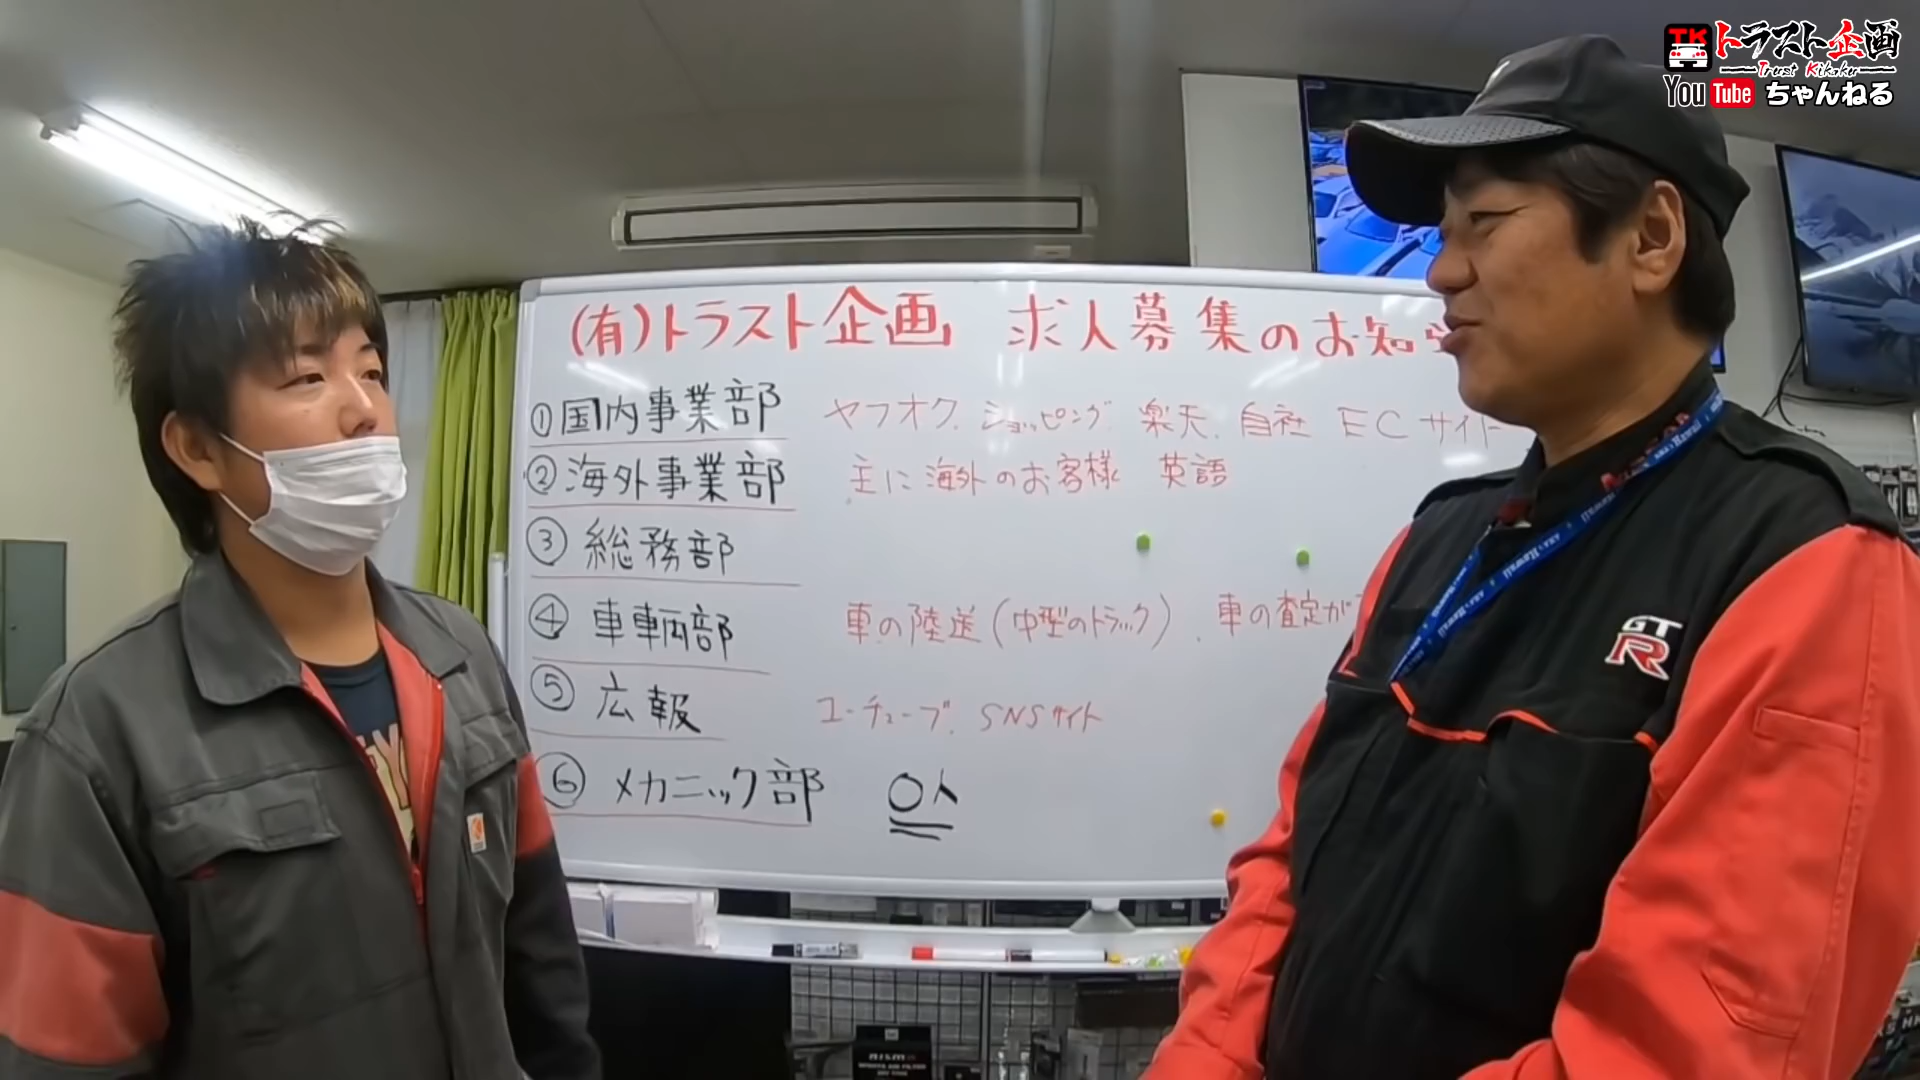 TK トラスト企画
Trust Kikaku
YouTube ちゃんねる
(有)トラスト企画 求人募集のお知ら
①国内事業部 ヤフオク、ショッピング、楽天、自社 ECサイト
②海外事業部 主に海外のお客様 英語
③ 総務部
④ 車輌部 車の陸送(中型のトラック)、車の査定が
⑤ 広報 ユーチューブ、SNSサイト
⑥ メカニック部
GT
R
nismo